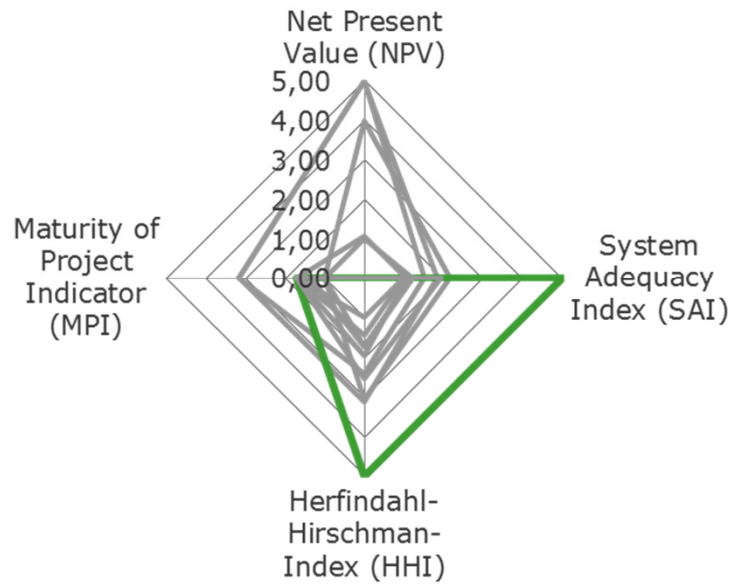 Net Present
Value (NPV)
5,00
4,00
3,00
2,00
1,00
0,00
Maturity of
Project
Indicator
(MPI)
System
Adequacy
Index (SAI)
Herfindahl-
Hirschman-
Index (HHI)